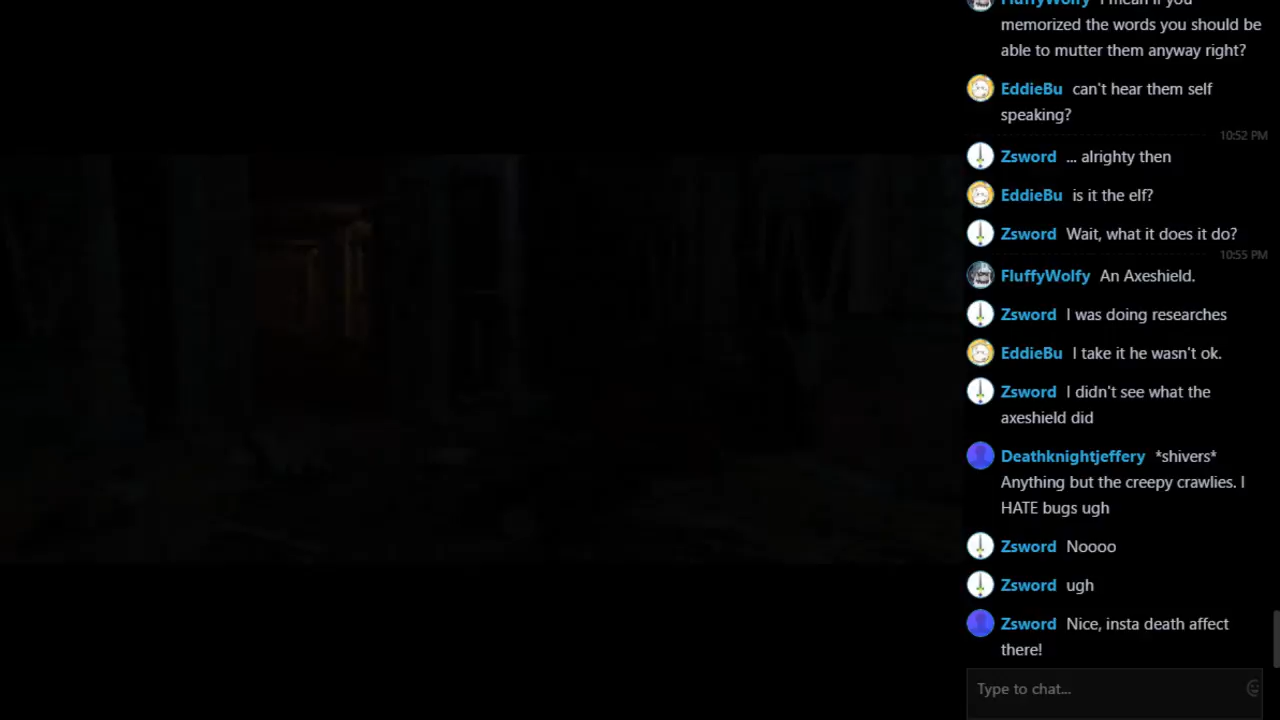 FluffyWolfy I mean if you
memorized the words you should be
able to mutter them anyway right?
EddieBu can't hear them self
speaking?
10:52 PM
Zsword ... alrighty then
EddieBu is it the elf?
Zsword Wait, what it does it do?
10:55 PM
FluffyWolfy An Axeshield.
Zsword I was doing researches
EddieBu I take it he wasn't ok.
Zsword I didn't see what the
axeshield did
Deathknightjeffery *shivers*
Anything but the creepy crawlies. I
HATE bugs ugh
Zsword Noooo
Zsword ugh
Zsword Nice, insta death affect
there!
Type to chat...